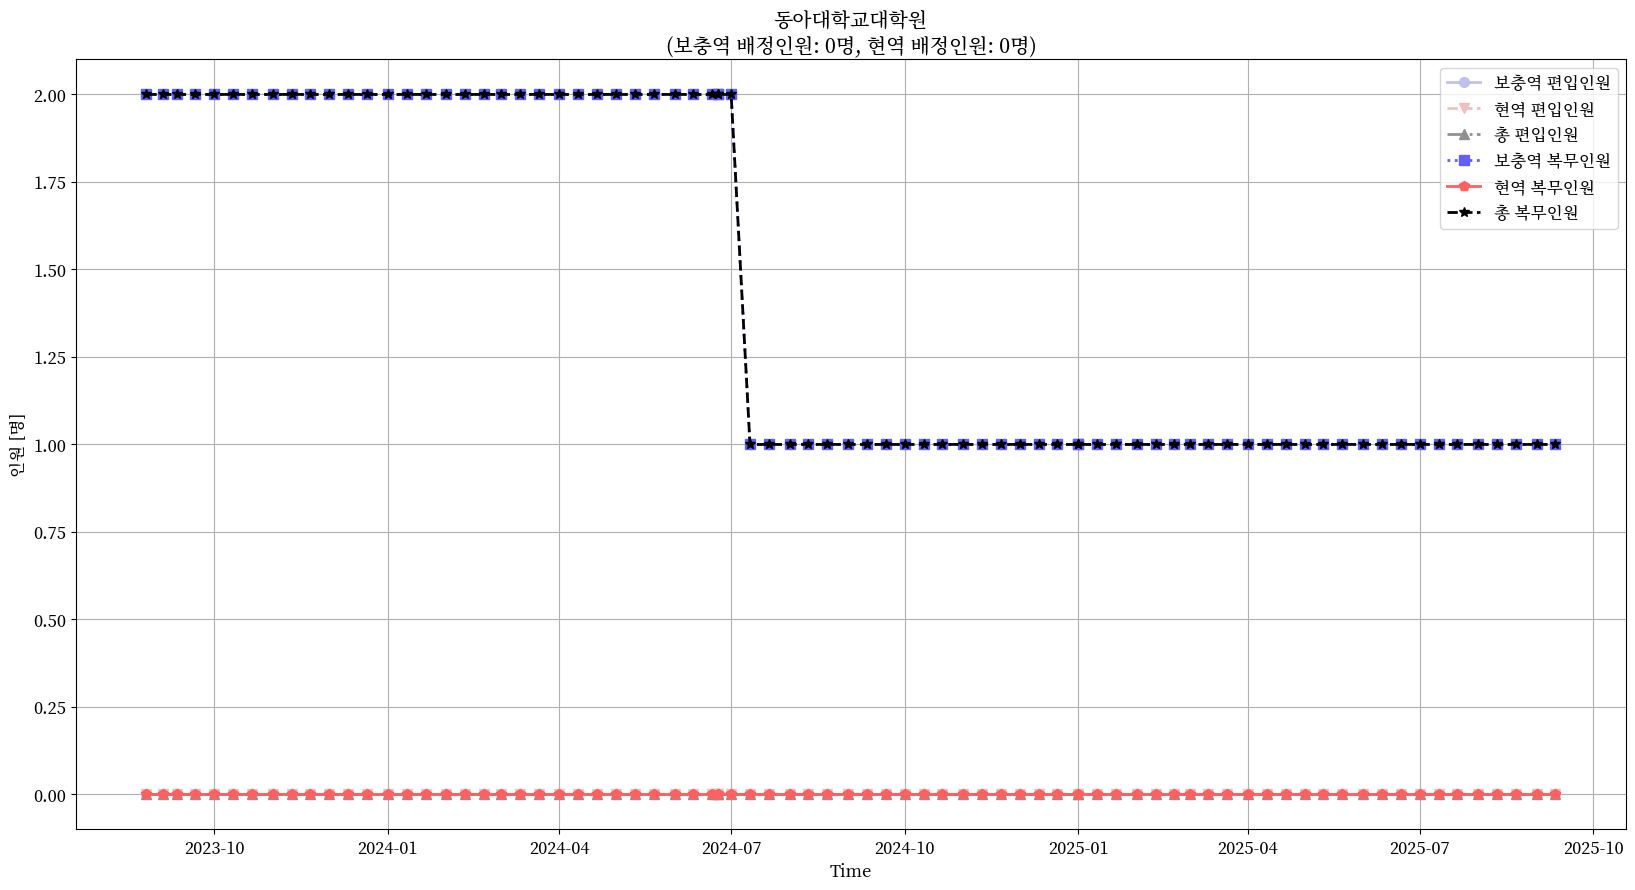 동아대학교대학원
(보충역 배정인원: 0명, 현역 배정인원: 0명)
보충역 편입인원
현역 편입인원
총 편입인원
보충역 복무인원
현역 복무인원
총 복무인원
인원 [명]
2.00
1.75
1.50
1.25
1.00
0.75
0.50
0.25
0.00
2023-10
2024-01
2024-04
2024-07
2024-10
2025-01
2025-04
2025-07
2025-10
Time